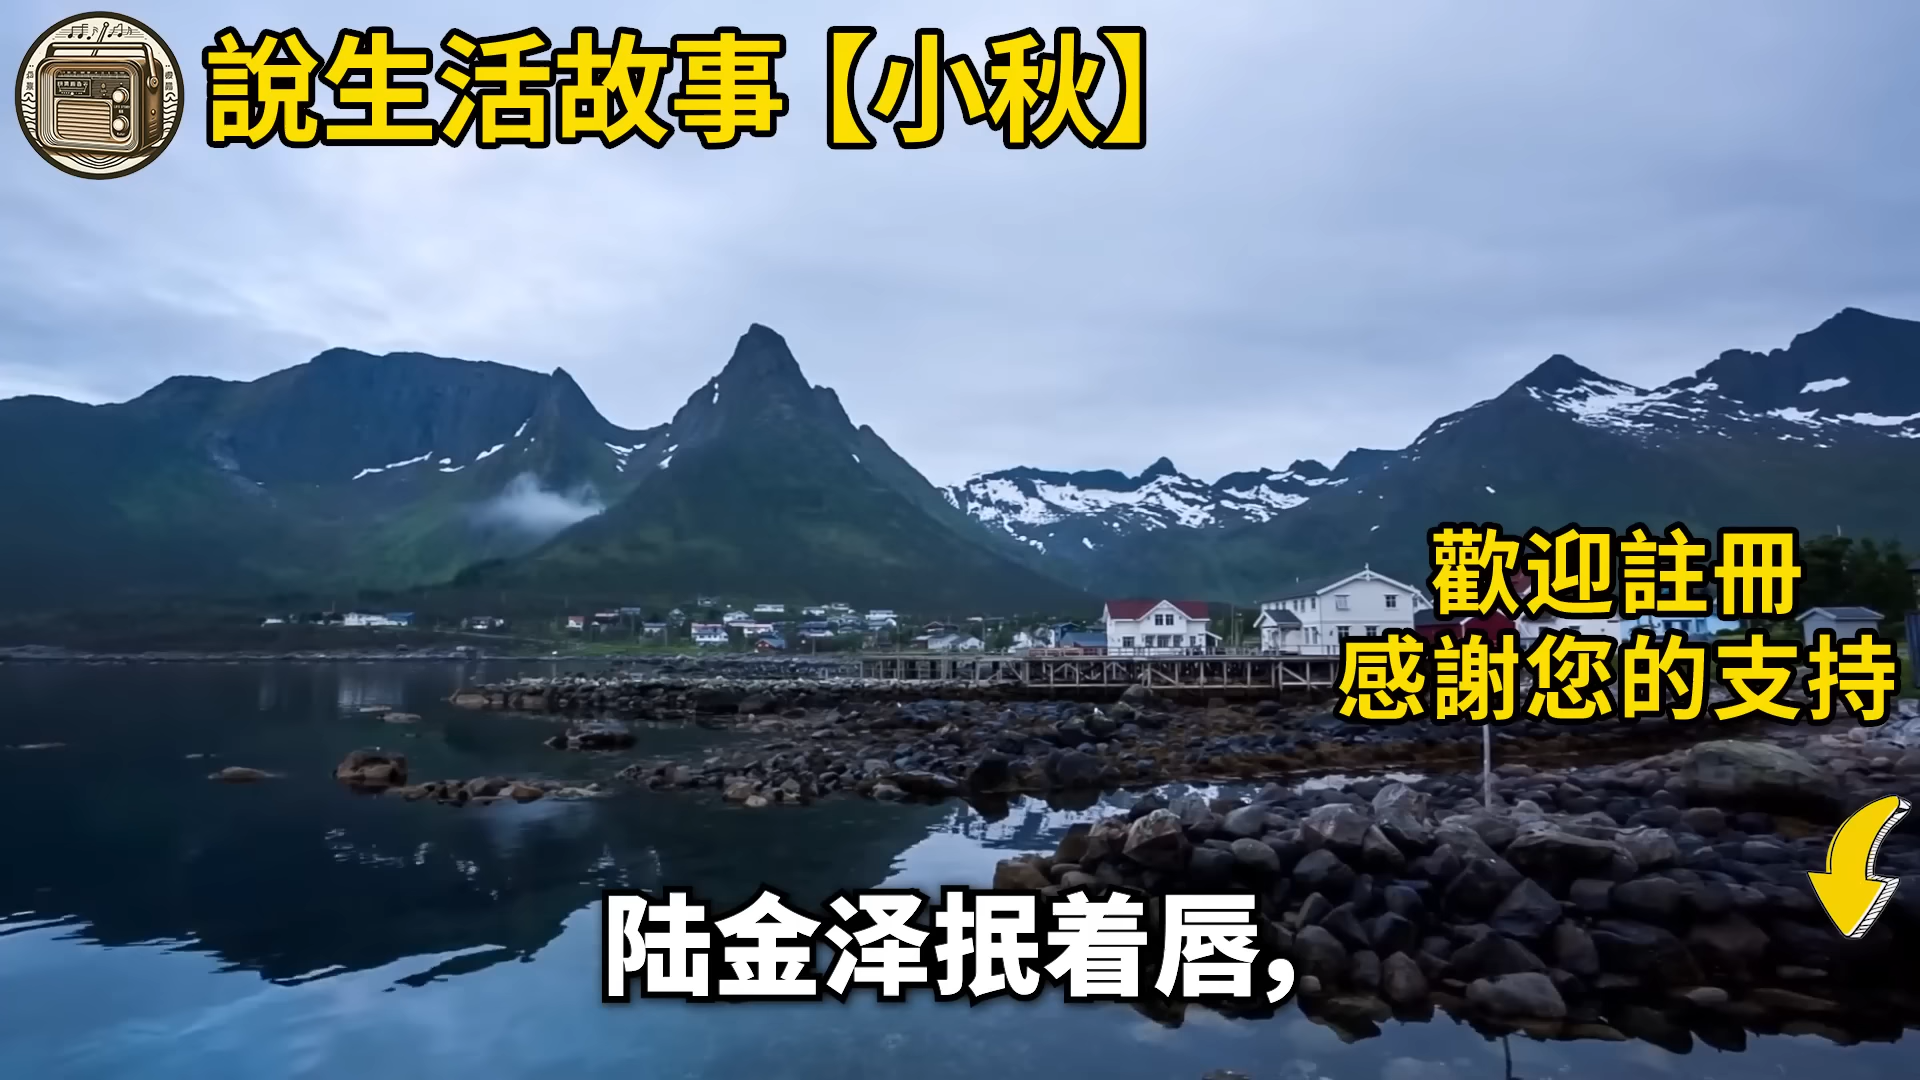 說生活故事【小秋】
歡迎註冊
感謝您的支持
陆金泽抿着唇,